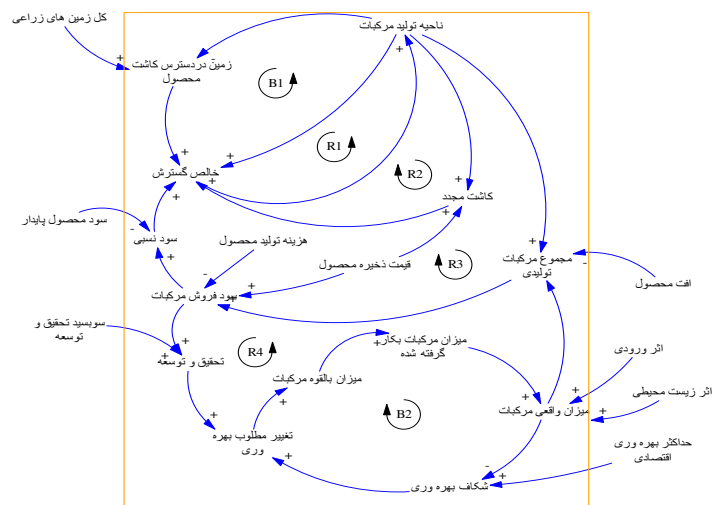 کل زمین های زراعی
ناحیه تولید مرکبات
زمین دردسترس کاشت
محصول
B1
R1
R2
خالص گسترش
کاشت مجدد
سود محصول پایدار
سود نسبی
هزینه تولید محصول
قیمت ذخیره محصول
R3
مجموع مرکبات
تولیدی
افت محصول
سود فروش مرکبات
سوبسید تحقیق و
توسعه
تحقیق و توسعه
R4
میزان مرکبات بکار
گرفته شده
میزان بالقوه مرکبات
اثر ورودی
اثر زیست محیطی
میزان واقعی مرکبات
B2
تغییر مطلوب بهره
وری
حداکثر بهره وری
اقتصادی
شکاف بهره وری